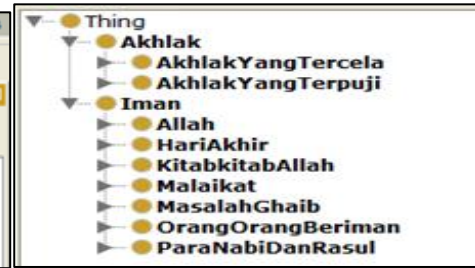 Thing
Akhlak
AkhlakYangTercela
AkhlakYangTerpuji
Iman
Allah
HariAkhir
KitabkitabAllah
Malaikat
MasalahGhaib
OrangOrangBeriman
ParaNabiDanRasul